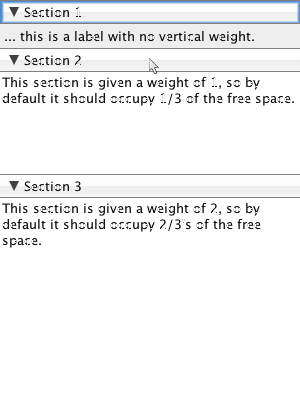 ▼ Section 1
... this is a label with no vertical weight.
▼ Section 2
This section is given a weight of 1, so by
default it should occupy 1/3 of the free space.
▼ Section 3
This section is given a weight of 2, so by
default it should occupy 2/3's of the free
space.